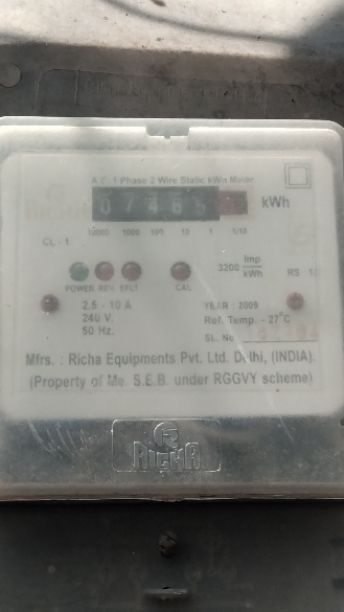 A.C. 1 Phase 2 Wire Static kWh Meter
kWh
10000 1000 100 10 1 1/10
CL - 1
3200 Imp/kWh
POWER REV EFLT CAL
2.5 - 10 A
YEAR : 2009
240 V.
Ref. Temp. - 27°C
50 Hz.
SL. No
Mfrs. : Richa Equipments Pvt. Ltd. Delhi, (INDIA).
(Property of Me. S.E.B. under RGGVY scheme)
RICHA